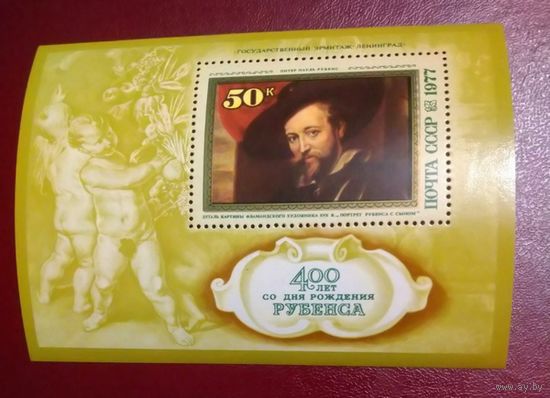 ·ГОСУДАРСТВЕННЫЙ ЭРМИТАЖ·ЛЕНИНГРАД·
ПИТЕР ПАУЛЬ РУБЕНС
50 К
ПОЧТА СССР 1977
ДЕТАЛЬ КАРТИНЫ ФЛАМАНДСКОГО ХУДОЖНИКА XVII В. „ПОРТРЕТ РУБЕНСА С СЫНОМ"
400
ЛЕТ
СО ДНЯ РОЖДЕНИЯ
РУБЕНСА
www.ay.by